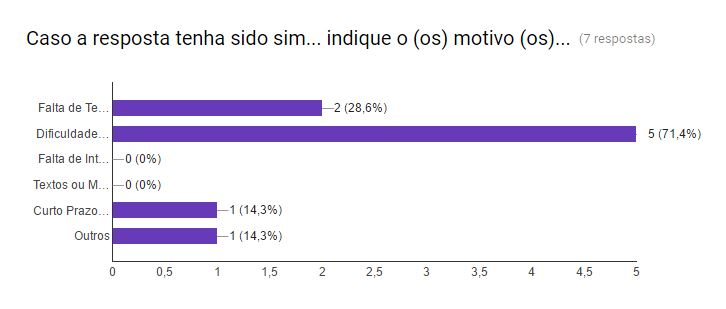 Caso a resposta tenha sido sim... indique o (os) motivo (os)... (7 respostas)
Falta de Te... 2 (28,6%)
Dificuldade... 5 (71,4%)
Falta de Int... 0 (0%)
Textos ou M... 0 (0%)
Curto Prazo... 1 (14,3%)
Outros 1 (14,3%)
0 0,5 1 1,5 2 2,5 3 3,5 4 4,5 5